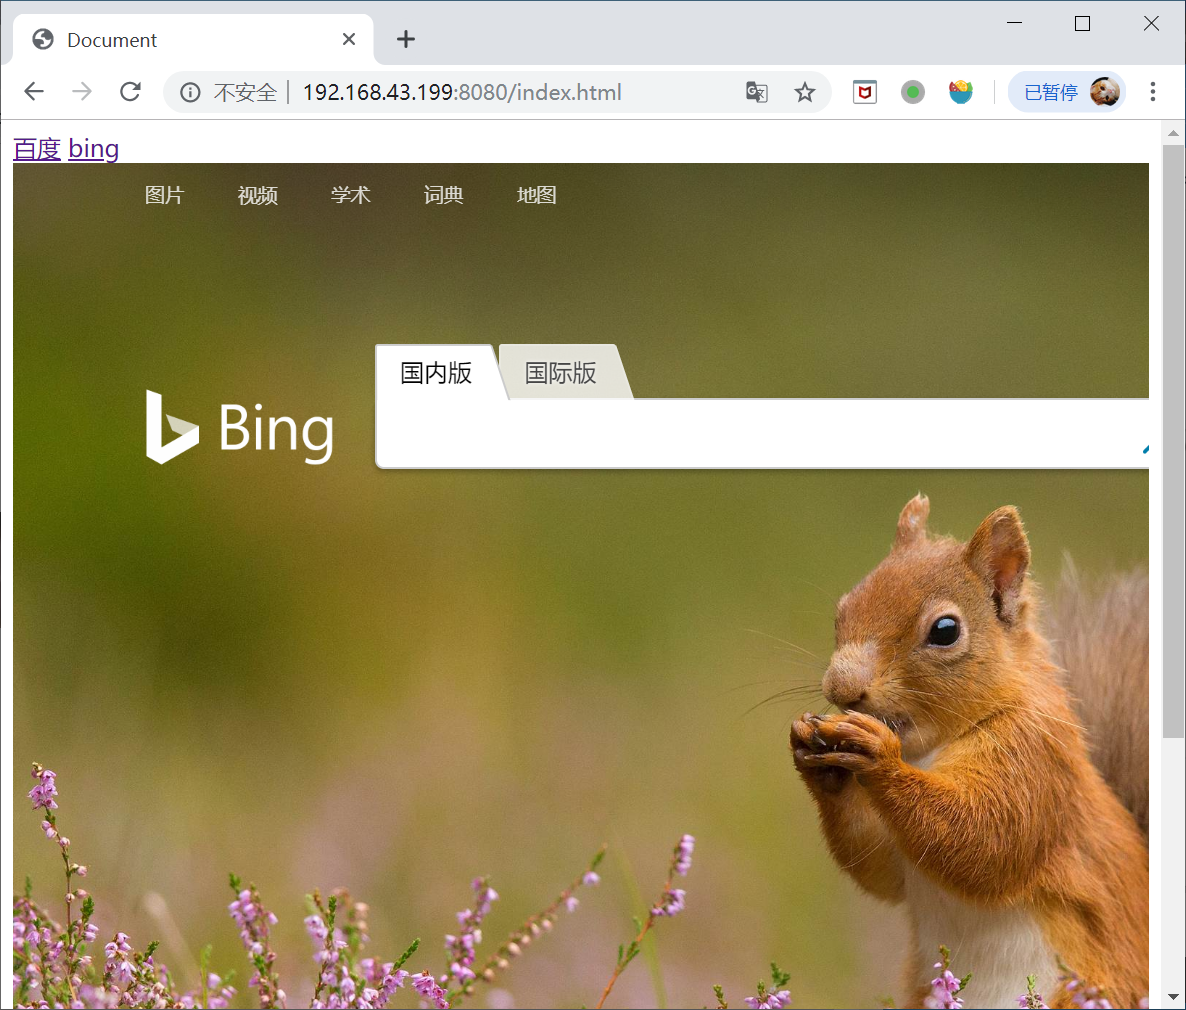 Document
不安全 192.168.43.199:8080/index.html 已暂停
百度 bing
图片 视频 学术 词典 地图
国内版 国际版
Bing